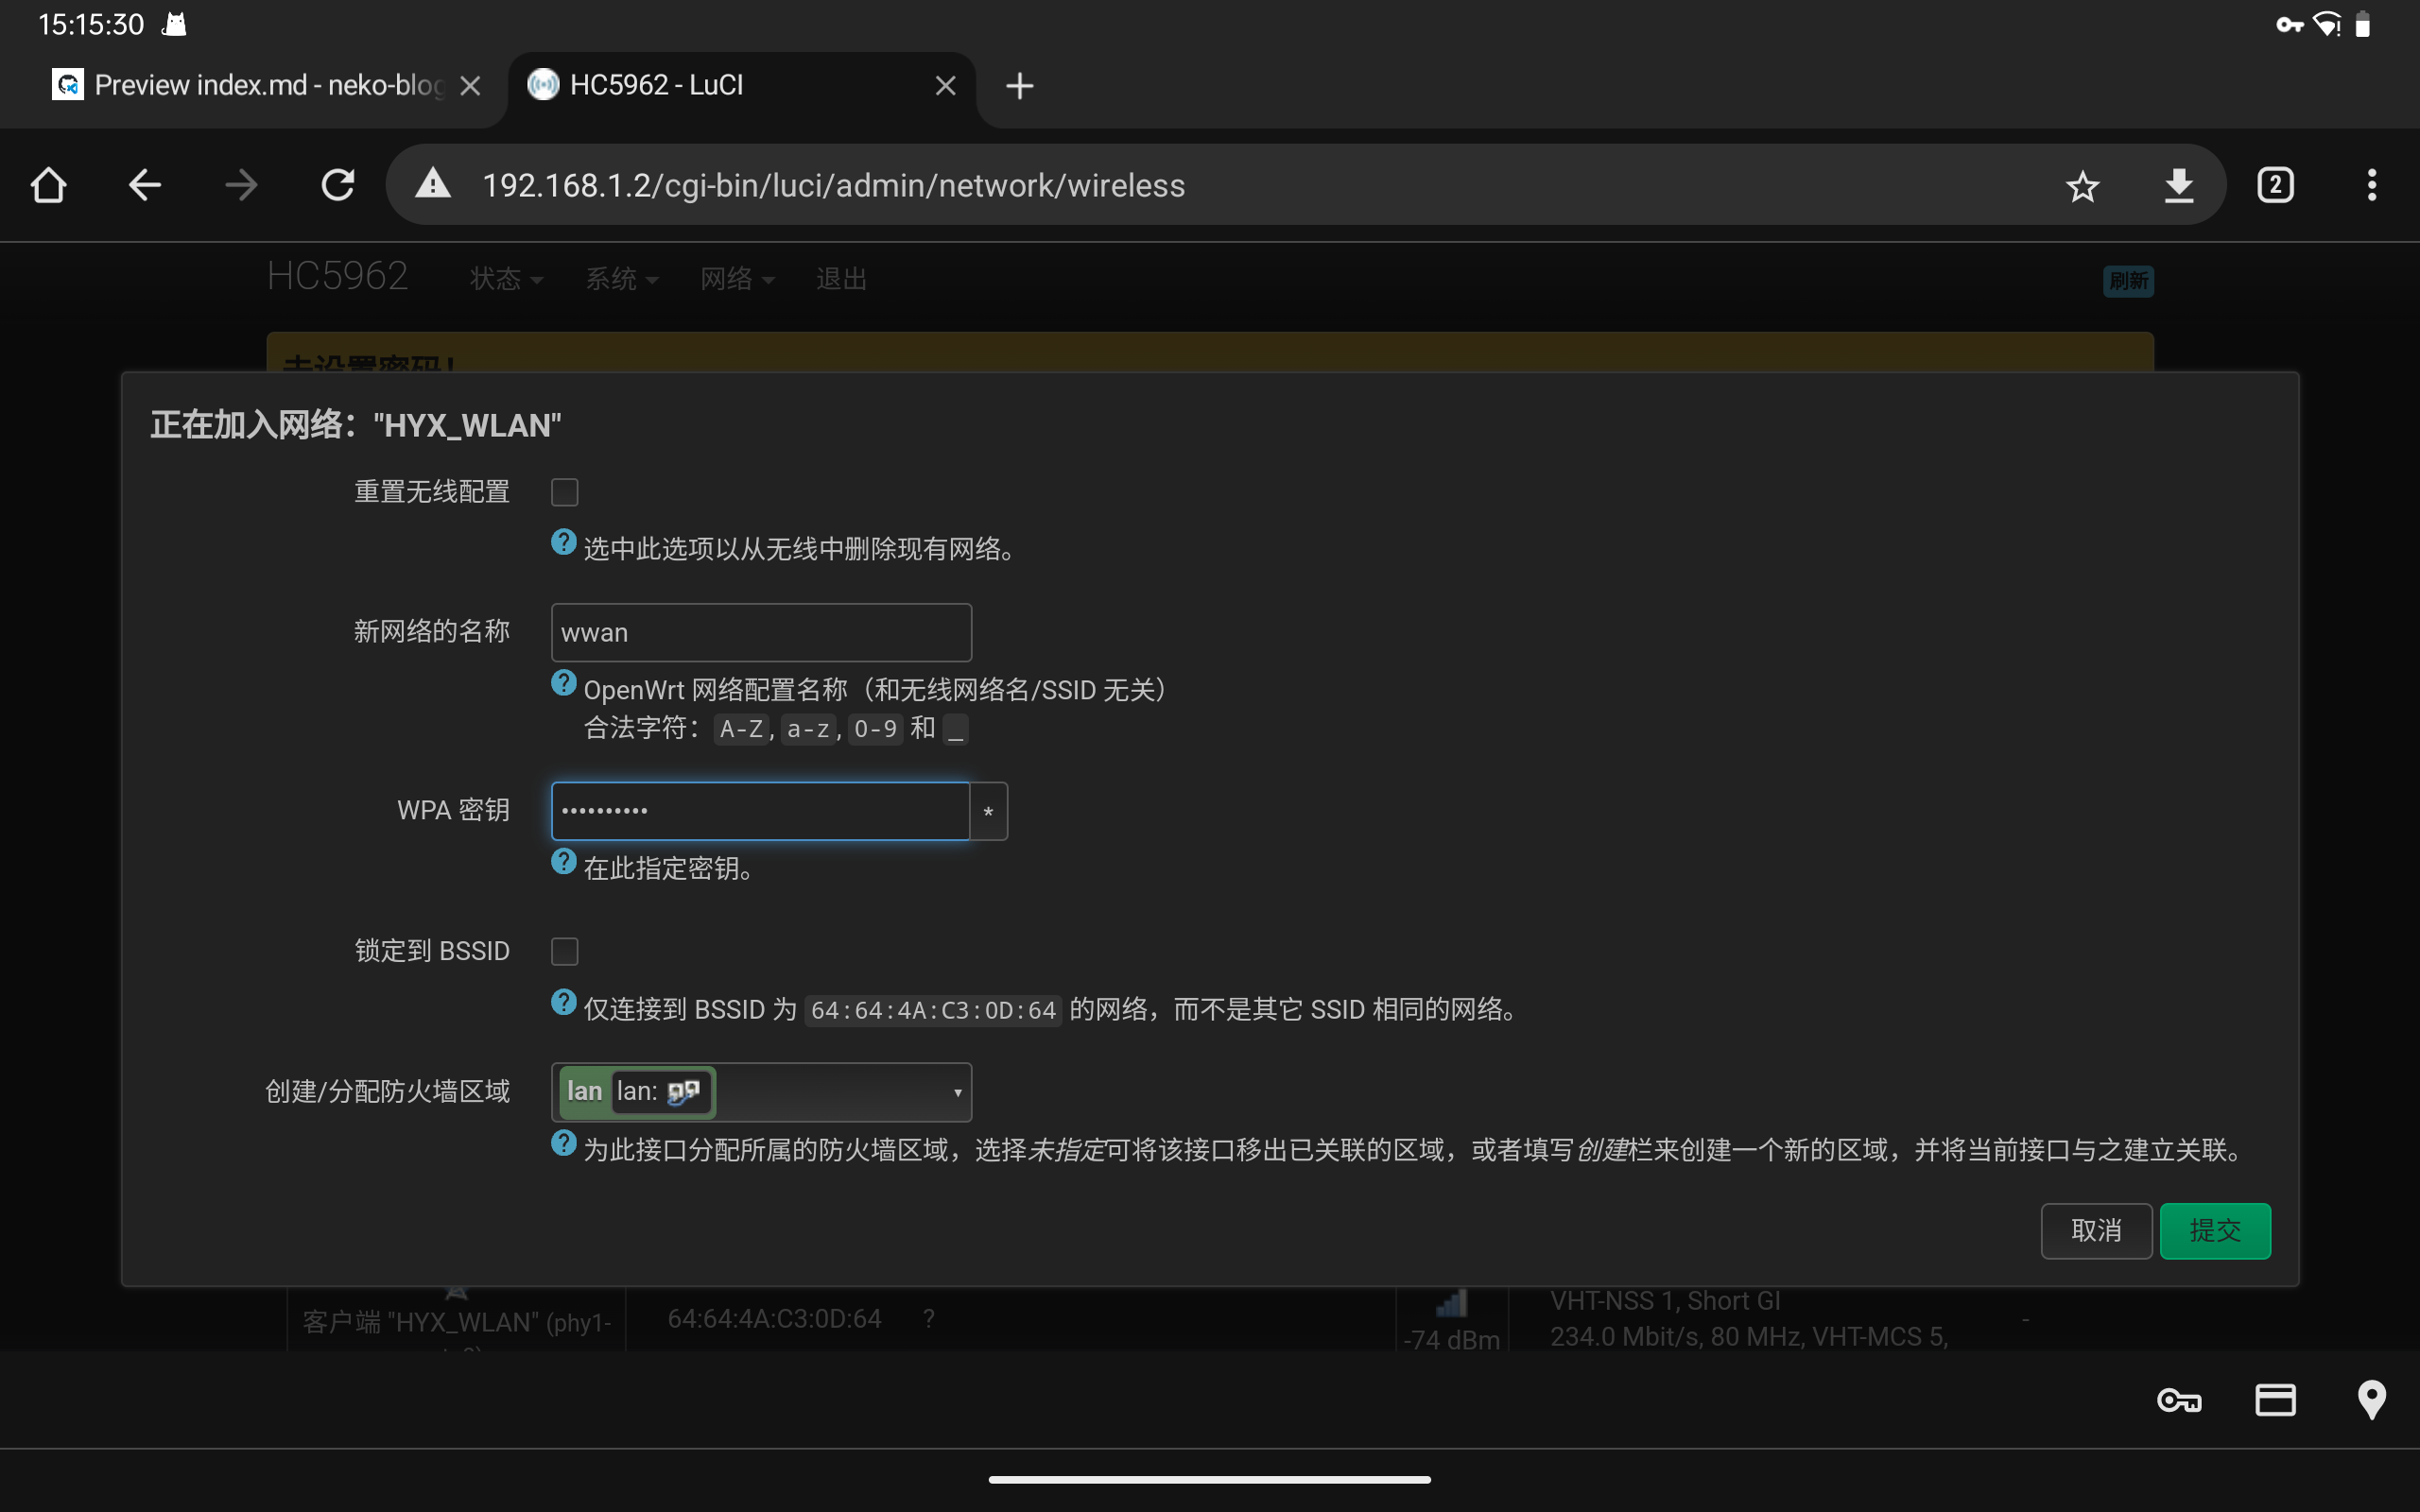 15:15:30
Preview index.md - neko-blog
HC5962 - LuCI
192.168.1.2/cgi-bin/luci/admin/network/wireless
2
HC5962 状态 系统 网络 退出 刷新
未设置密码！
正在加入网络："HYX_WLAN"
重置无线配置
选中此选项以从无线中删除现有网络。
新网络的名称 wwan
OpenWrt 网络配置名称（和无线网络名/SSID 无关）
合法字符： A-Z, a-z, 0-9 和 _
WPA 密钥 •••••••••• *
在此指定密钥。
锁定到 BSSID
仅连接到 BSSID 为 64:64:4A:C3:0D:64 的网络，而不是其它 SSID 相同的网络。
创建/分配防火墙区域 lan lan:
为此接口分配所属的防火墙区域，选择未指定可将该接口移出已关联的区域，或者填写创建栏来创建一个新的区域，并将当前接口与之建立关联。
取消 提交
VHT-NSS 1, Short GI
客户端 "HYX_WLAN" (phy1- 64:64:4A:C3:0D:64 ? -
-74 dBm 234.0 Mbit/s, 80 MHz, VHT-MCS 5,